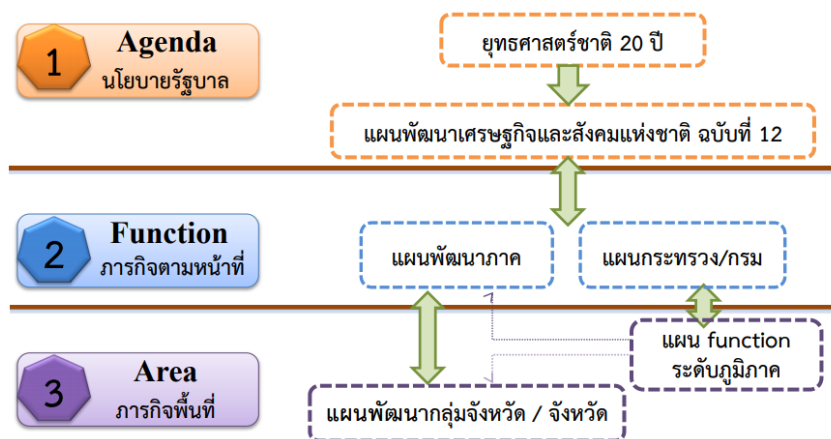 1
Agenda
นโยบายรัฐบาล
ยุทธศาสตร์ชาติ 20 ปี
แผนพัฒนาเศรษฐกิจและสังคมแห่งชาติ ฉบับที่ 12
2
Function
ภารกิจตามหน้าที่
แผนพัฒนาภาค
แผนกระทรวง/กรม
3
Area
ภารกิจพื้นที่
แผน function
ระดับภูมิภาค
แผนพัฒนากลุ่มจังหวัด / จังหวัด